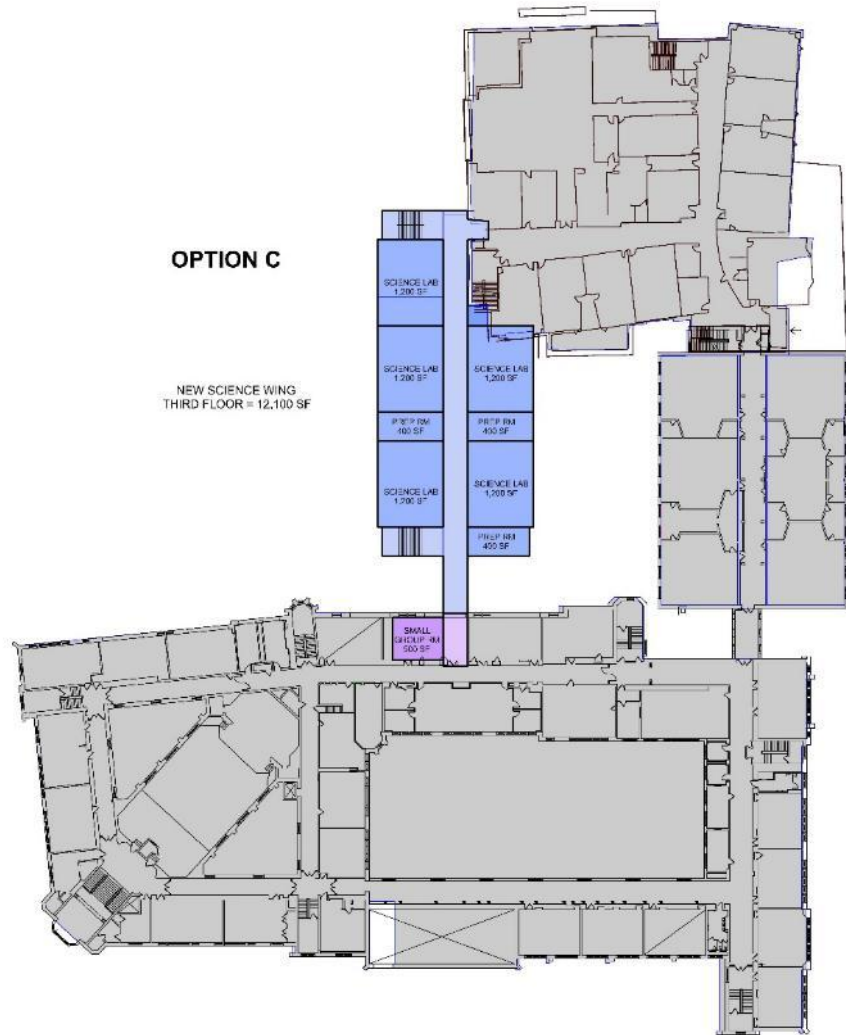 OPTION C
NEW SCIENCE WING
THIRD FLOOR = 12,100 SF
SCIENCE LAB
1,200 SF
SCIENCE LAB
1,200 SF
SCIENCE LAB
1,200 SF
PREP RM
400 SF
PREP RM
400 SF
SCIENCE LAB
1,200 SF
SCIENCE LAB
1,200 SF
PREP RM
400 SF
SMALL
GROUP RM
500 SF